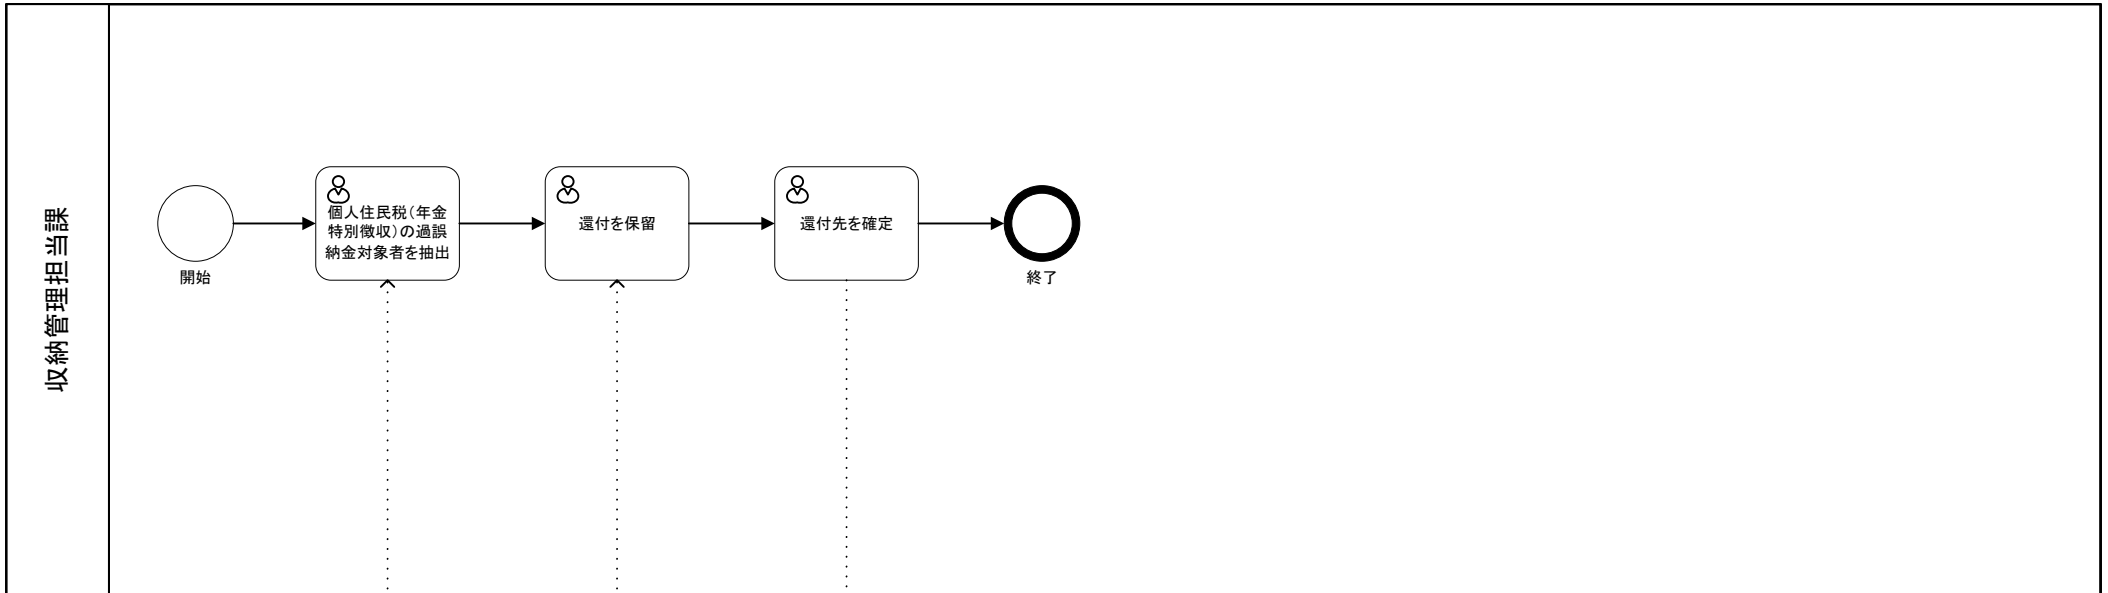 収納管理担当課
開始
個人住民税（年金
特別徴収）の過誤
納金対象者を抽出
還付を保留
還付先を確定
終了